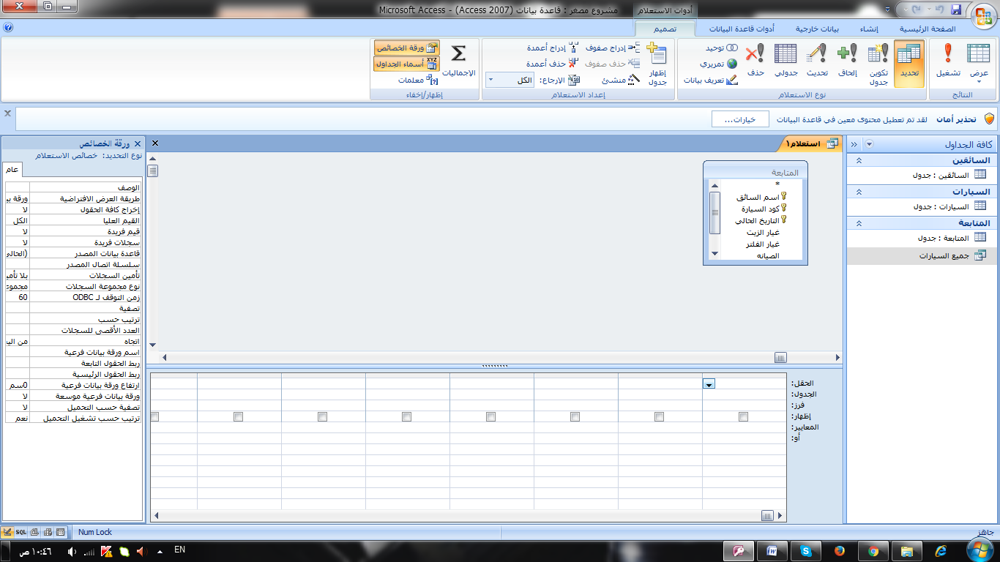 أدوات الاستعلام
مشروع مصغر : قاعدة بيانات (Access 2007) - Microsoft Access
الصفحة الرئيسية
إنشاء
بيانات خارجية
أدوات قاعدة البيانات
تصميم
عرض
تشغيل
النتائج
تحديد
تكوين جدول
إلحاق
تحديث
جدولي
حذف
توحيد
تمريري
تعريف بيانات
نوع الاستعلام
إظهار جدول
إدراج صفوف
حذف صفوف
منشئ
إدراج أعمدة
حذف أعمدة
الإرجاع: الكل
إعداد الاستعلام
الإجماليات
ورقة الخصائص
أسماء الجداول
معلمات
إظهار/إخفاء
تحذير أمان لقد تم تعطيل محتوى معين في قاعدة البيانات خيارات...
كافة الجداول
السائقين
السائقين : جدول
السيارات
السيارات : جدول
المتابعة
المتابعة : جدول
جميع السيارات
استعلام١
المتابعة
*
اسم السائق
كود السيارة
التاريخ الحالي
غيار الزيت
غيار الفلتر
الصيانه
الحقل:
الجدول:
فرز:
إظهار:
المعايير:
أو:
ورقة الخصائص
نوع التحديد: خصائص الاستعلام
عام
الوصف
طريقة العرض الافتراضية ورقة بي
إخراج كافة الحقول لا
القيم العليا الكل
قيم فريدة لا
سجلات فريدة لا
قاعدة بيانات المصدر (الحالي
سلسلة اتصال المصدر
تأمين السجلات بلا تأمي
نوع مجموعة السجلات مجموع
زمن التوقف لـ ODBC 60
تصفية
ترتيب حسب
العدد الأقصى للسجلات
اتجاه من الي
اسم ورقة بيانات فرعية
ربط الحقول التابعة
ربط الحقول الرئيسية
ارتفاع ورقة بيانات فرعية 0سم
ورقة بيانات فرعية موسعة لا
تصفية حسب التحميل لا
ترتيب حسب تشغيل التحميل نعم
جاهز
Num Lock
SQL
EN
١٠:٤٦ ص